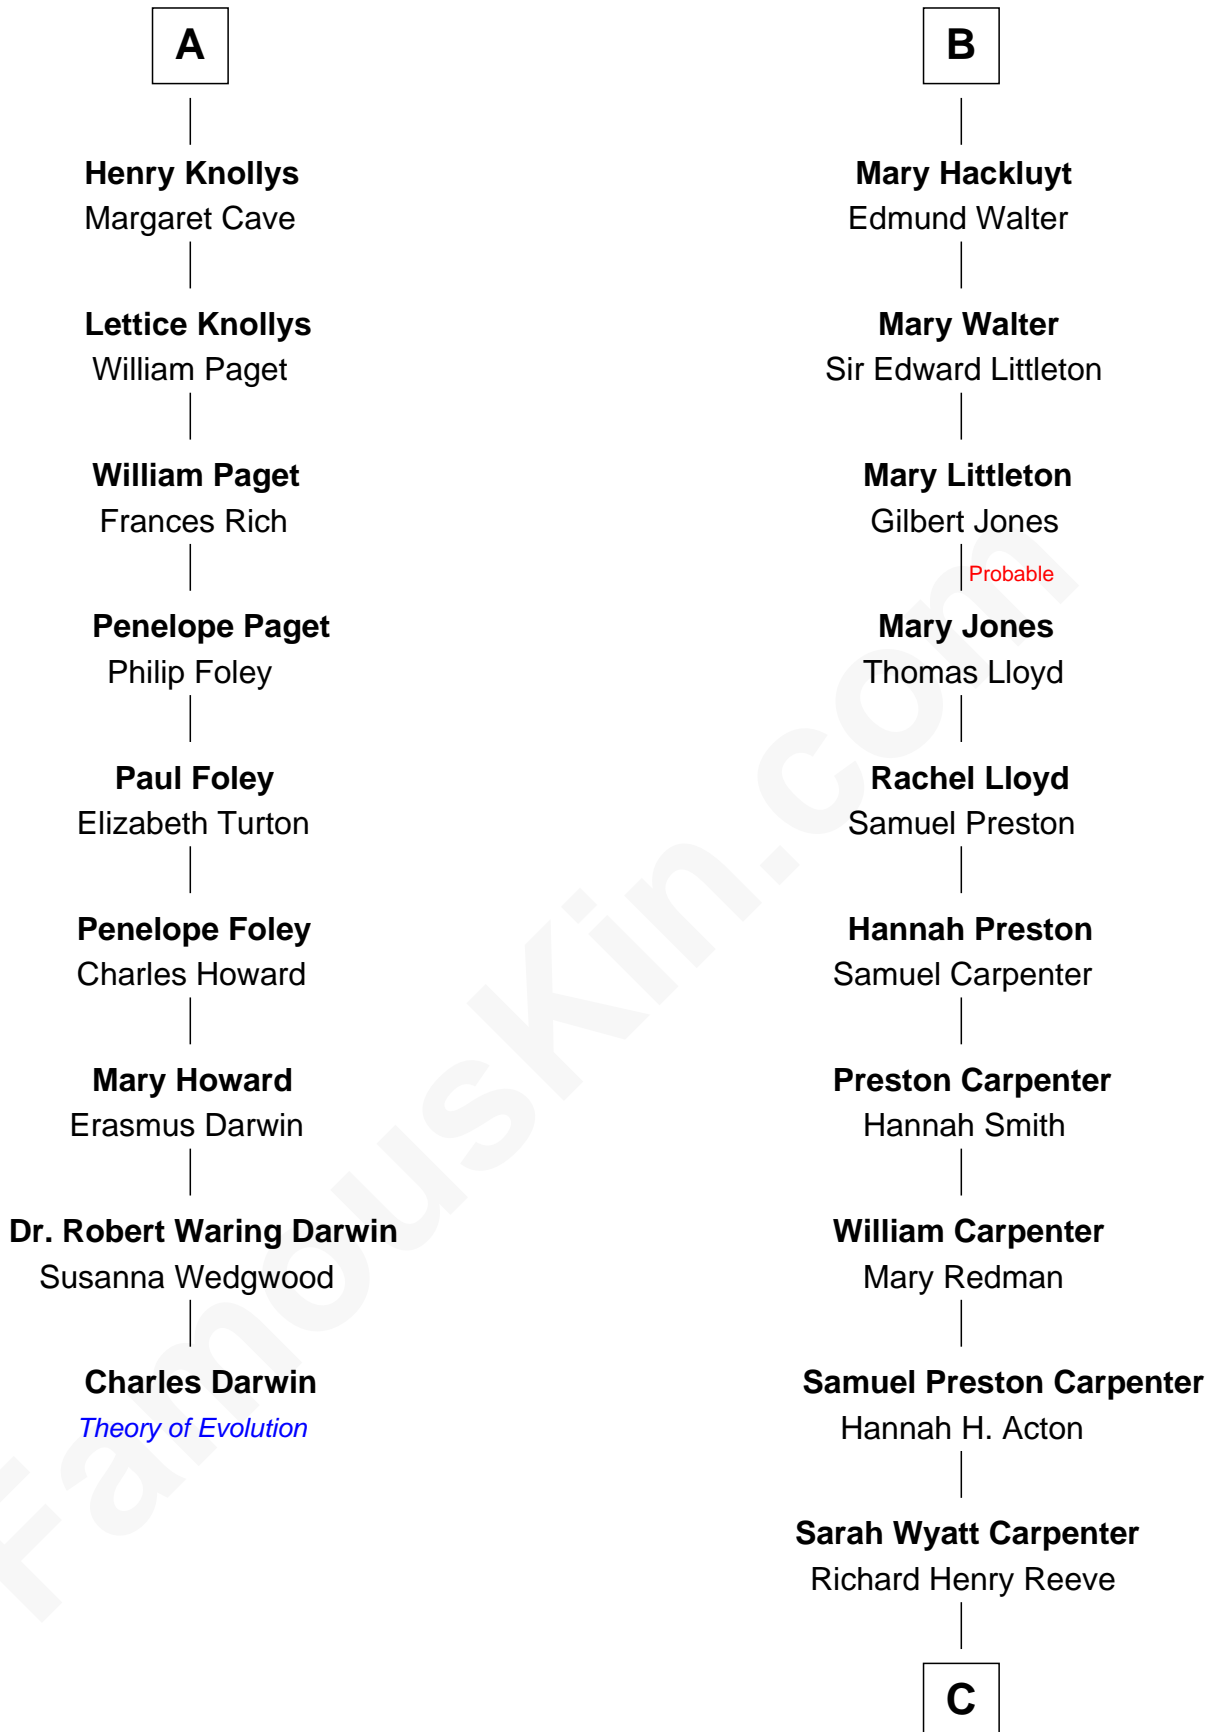 A
Henry Knollys
Margaret Cave
Lettice Knollys
William Paget
William Paget
Frances Rich
Penelope Paget
Philip Foley
Paul Foley
Elizabeth Turton
Penelope Foley
Charles Howard
Mary Howard
Erasmus Darwin
Dr. Robert Waring Darwin
Susanna Wedgwood
Charles Darwin
Theory of Evolution
B
Mary Hackluyt
Edmund Walter
Mary Walter
Sir Edward Littleton
Mary Littleton
Gilbert Jones
Probable
Mary Jones
Thomas Lloyd
Rachel Lloyd
Samuel Preston
Hannah Preston
Samuel Carpenter
Preston Carpenter
Hannah Smith
William Carpenter
Mary Redman
Samuel Preston Carpenter
Hannah H. Acton
Sarah Wyatt Carpenter
Richard Henry Reeve
C
FamousKin.com